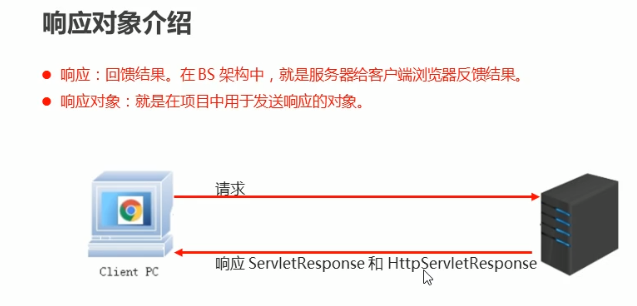 响应对象介绍
响应：回馈结果。在 BS 架构中，就是服务器给客户端浏览器反馈结果。
响应对象：就是在项目中用于发送响应的对象。
请求
响应 ServletResponse 和 HttpServletResponse
Client PC